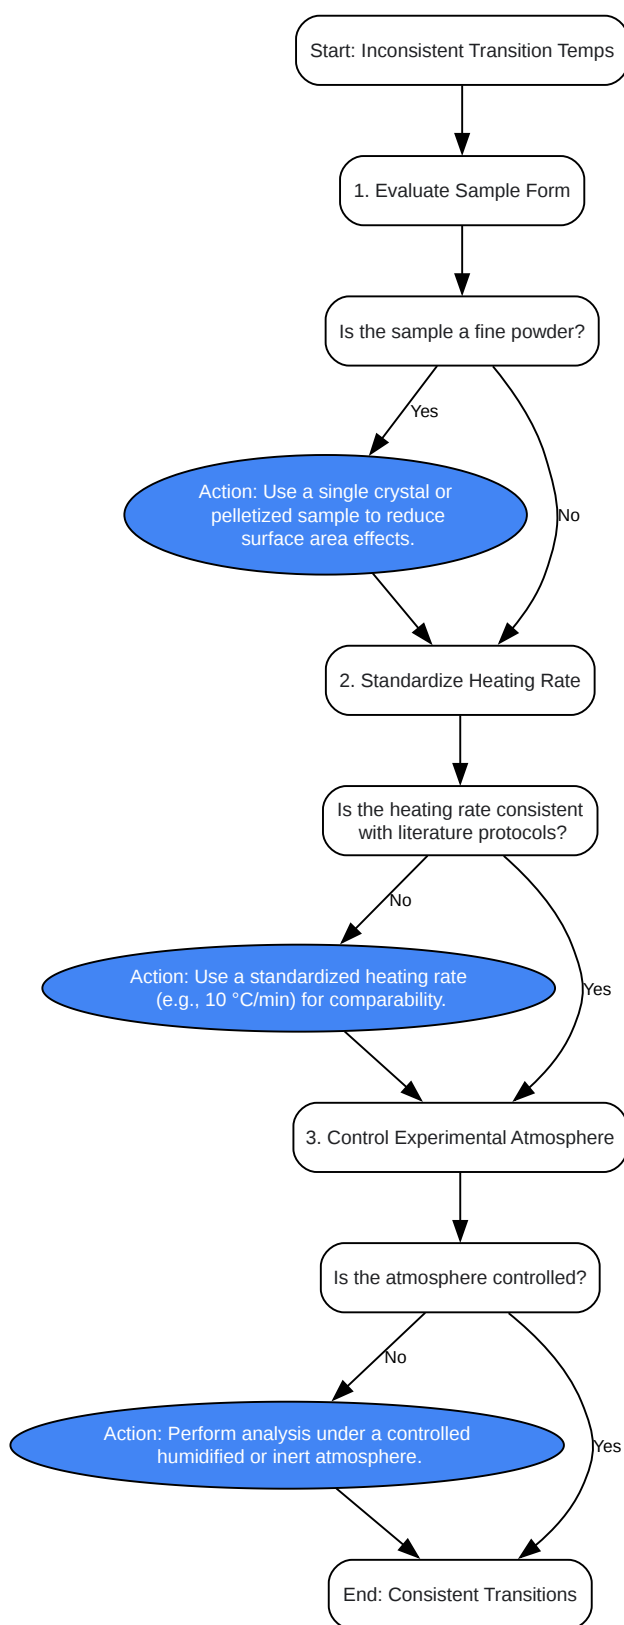 Start: Inconsistent Transition Temps
1. Evaluate Sample Form
Is the sample a fine powder?
Yes
Action: Use a single crystal or
pelletized sample to reduce
surface area effects.
No
2. Standardize Heating Rate
Is the heating rate consistent
with literature protocols?
No
Action: Use a standardized heating rate
(e.g., 10 °C/min) for comparability.
Yes
3. Control Experimental Atmosphere
Is the atmosphere controlled?
No
Action: Perform analysis under a controlled
humidified or inert atmosphere.
Yes
End: Consistent Transitions